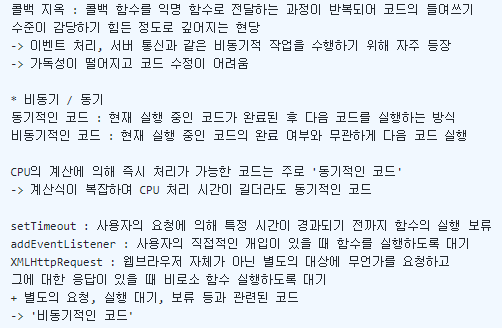 콜백 지옥 : 콜백 함수를 익명 함수로 전달하는 과정이 반복되어 코드의 들여쓰기
수준이 감당하기 힘든 정도로 깊어지는 현당
-> 이벤트 처리, 서버 통신과 같은 비동기적 작업을 수행하기 위해 자주 등장
-> 가독성이 떨어지고 코드 수정이 어려움
* 비동기 / 동기
동기적인 코드 : 현재 실행 중인 코드가 완료된 후 다음 코드를 실행하는 방식
비동기적인 코드 : 현재 실행 중인 코드의 완료 여부와 무관하게 다음 코드 실행
CPU의 계산에 의해 즉시 처리가 가능한 코드는 주로 '동기적인 코드'
-> 계산식이 복잡하여 CPU 처리 시간이 길더라도 동기적인 코드
setTimeout : 사용자의 요청에 의해 특정 시간이 경과되기 전까지 함수의 실행 보류
addEventListener : 사용자의 직접적인 개입이 있을 때 함수를 실행하도록 대기
XMLHttpRequest : 웹브라우저 자체가 아닌 별도의 대상에 무언가를 요청하고
그에 대한 응답이 있을 때 비로소 함수 실행하도록 대기
+ 별도의 요청, 실행 대기, 보류 등과 관련된 코드
-> '비동기적인 코드'